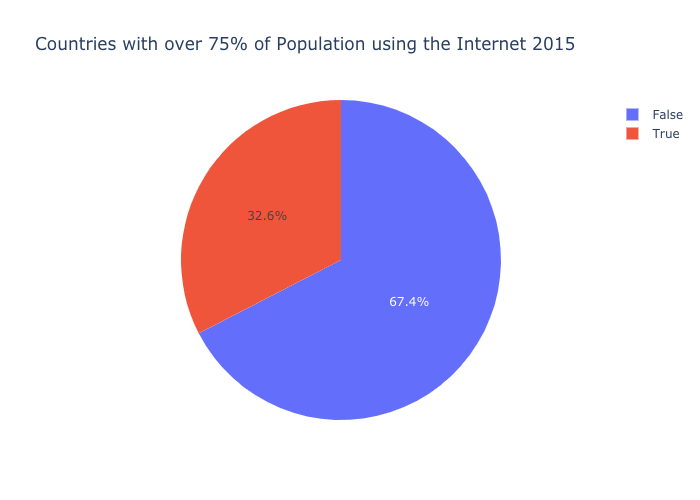 Countries with over 75% of Population using the Internet 2015
False
True
32.6%
67.4%